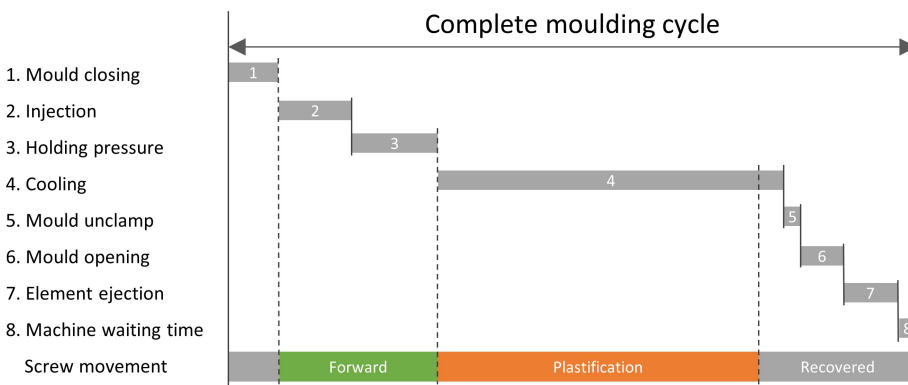 Complete moulding cycle
1. Mould closing
1
2. Injection
2
3. Holding pressure
3
4. Cooling
4
5. Mould unclamp
5
6. Mould opening
6
7. Element ejection
7
8. Machine waiting time
8
Screw movement
Forward
Plastification
Recovered